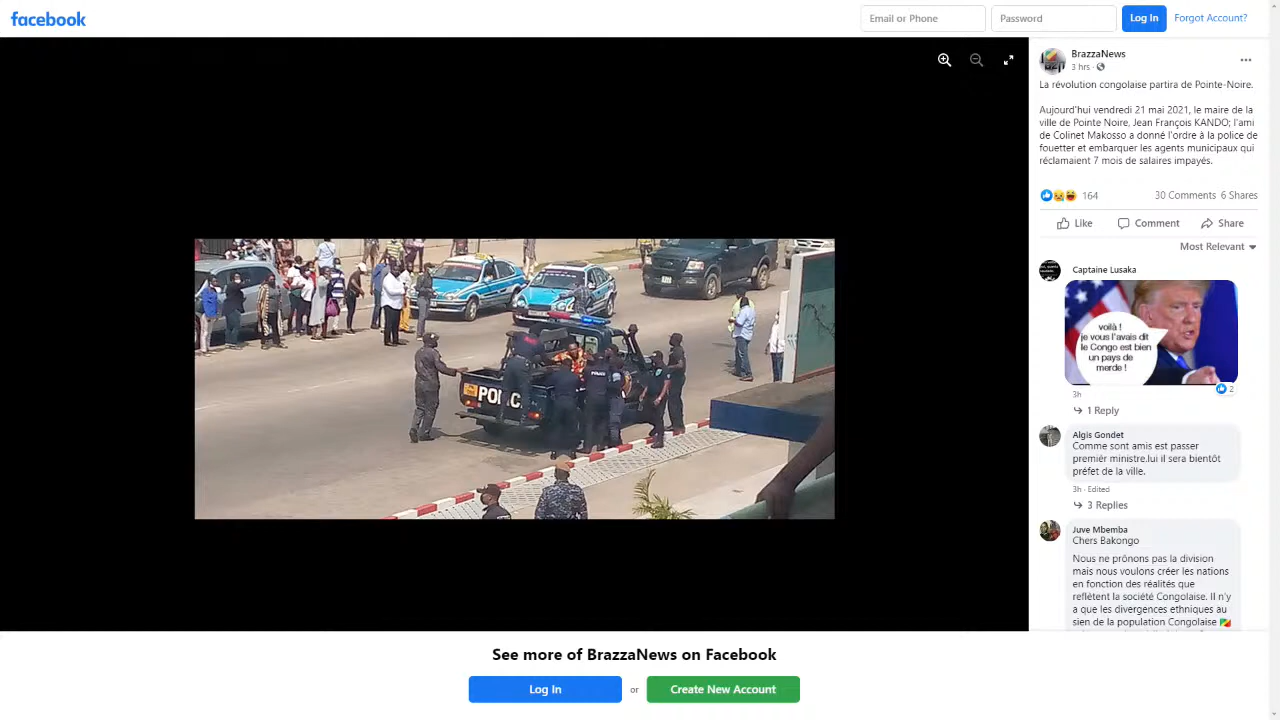 facebook
Email or Phone
Password
Log In
Forgot Account?
BrazzaNews
3 hrs ·
La révolution congolaise partira de Pointe-Noire.
Aujourd'hui vendredi 21 mai 2021, le maire de la
ville de Pointe Noire, Jean François KANDO; l'ami
de Colinet Makosso a donné l'ordre à la police de
fouetter et embarquer les agents municipaux qui
réclamaient 7 mois de salaires impayés.
164
30 Comments 6 Shares
Like
Comment
Share
Most Relevant
Captaine Lusaka
voilà !
je vous l'avais dit
le Congo est bien
un pays de
merde !
2
3h
1 Reply
Algis Gondet
Comme sont amis est passer
premièr ministre.lui il sera bientôt
préfet de la ville.
3h · Edited
3 Replies
Juve Mbemba
Chers Bakongo
Nous ne prônons pas la division
mais nous voulons créer les nations
en fonction des réalités que
reflètent la société Congolaise. Il n'y
a que les divergences ethniques au
sien de la population Congolaise
POLICE
See more of BrazzaNews on Facebook
Log In
or
Create New Account